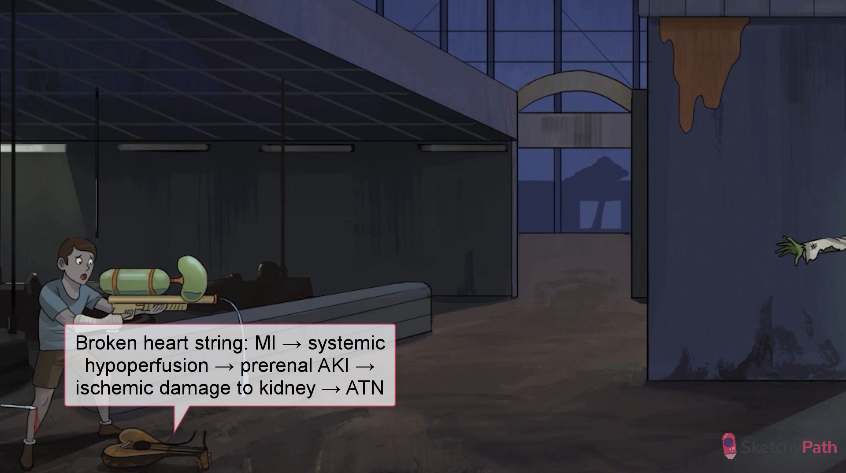 Broken heart string: MI → systemic
hypoperfusion → prerenal AKI →
ischemic damage to kidney → ATN
SketchyPath